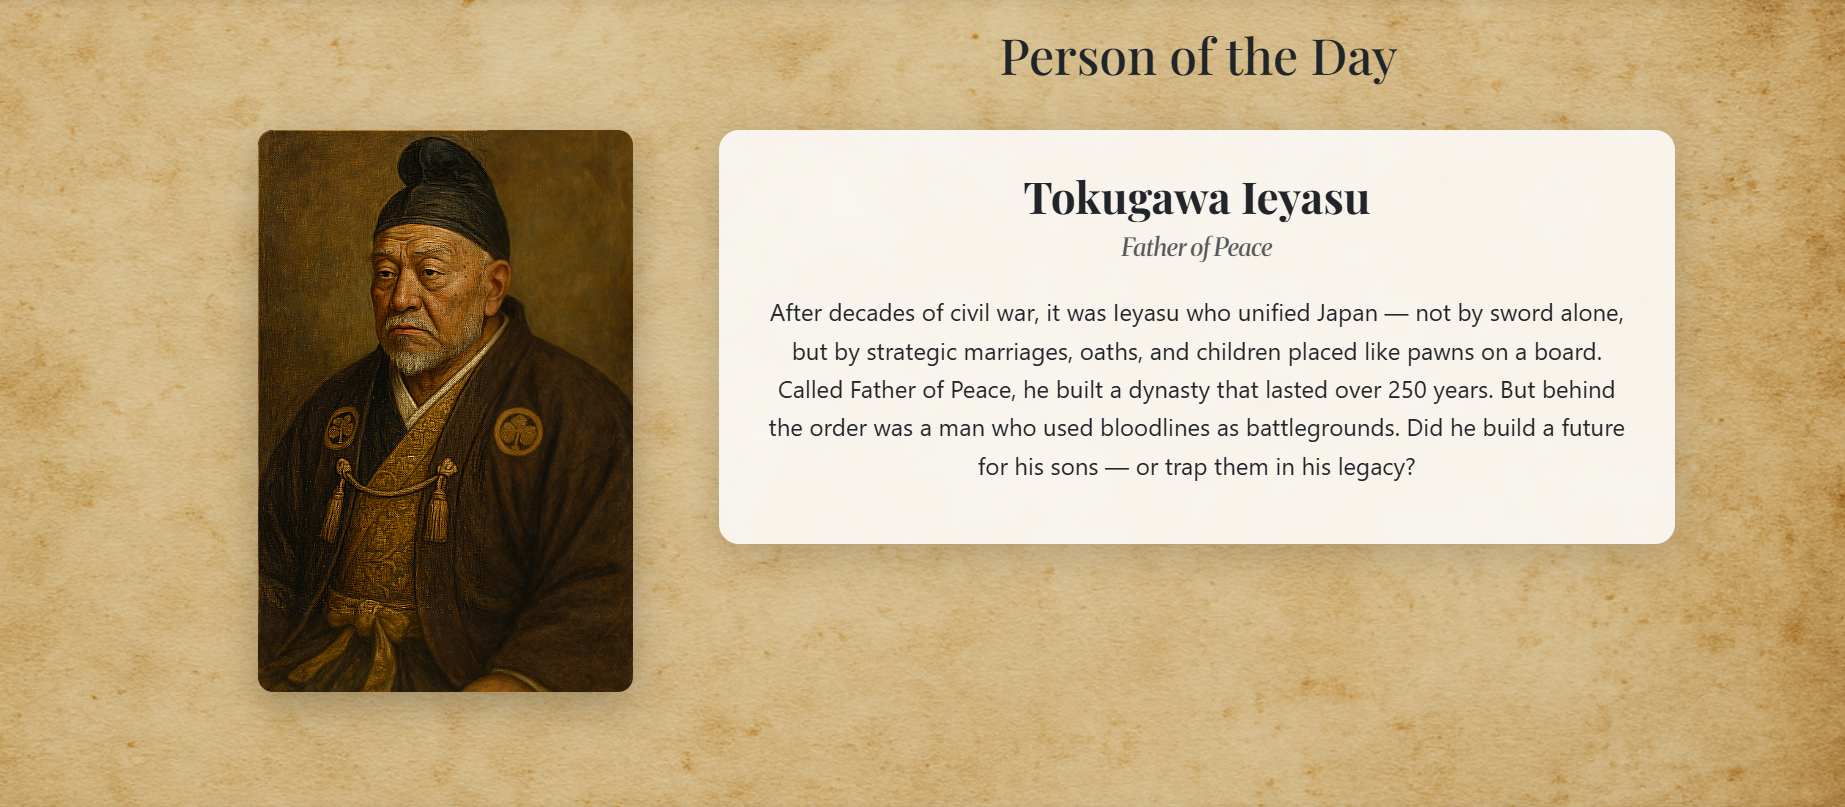 Person of the Day
Tokugawa Ieyasu
Father of Peace
After decades of civil war, it was Ieyasu who unified Japan — not by sword alone,
but by strategic marriages, oaths, and children placed like pawns on a board.
Called Father of Peace, he built a dynasty that lasted over 250 years. But behind
the order was a man who used bloodlines as battlegrounds. Did he build a future
for his sons — or trap them in his legacy?